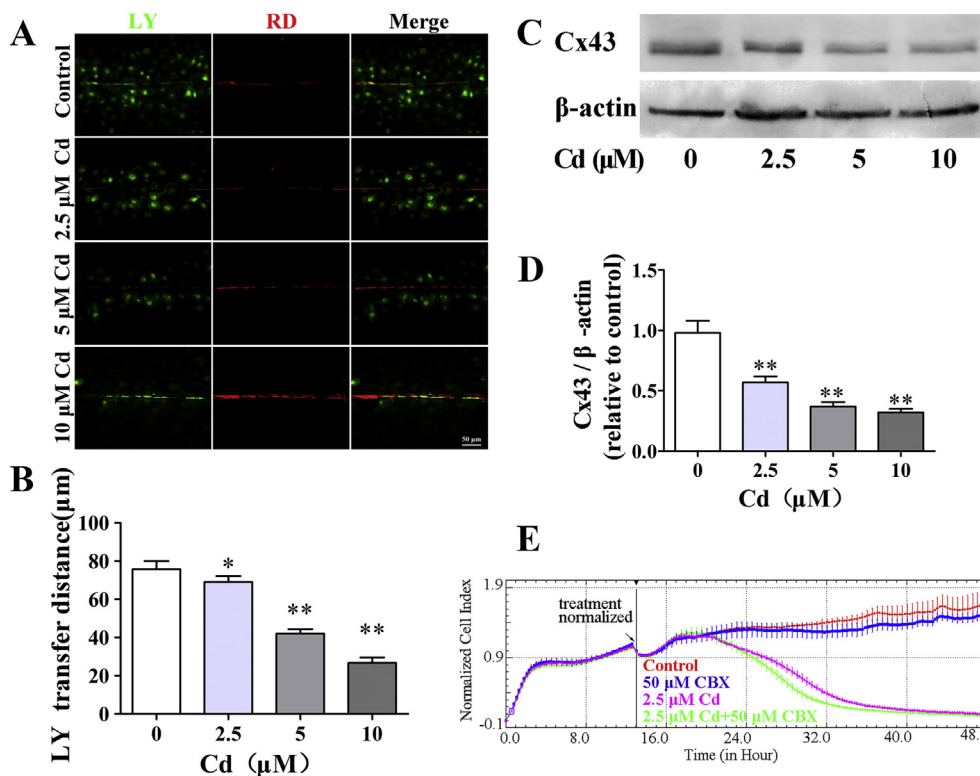 A
LY RD Merge
Control
2.5 μM Cd
5 μM Cd
10 μM Cd
50 μm
B
LY transfer distance(μm)
100
80
60
40
20
0
*
**
**
0 2.5 5 10
Cd (μM)
C
Cx43
β-actin
Cd (μM) 0 2.5 5 10
D
Cx43 / β -actin
(relative to control)
1.5
1.0
0.5
0.0
**
**
**
0 2.5 5 10
Cd (μM)
E
Normalized Cell Index
1.9
0.9
-0.1
treatment
normalized
Control
50 μM CBX
2.5 μM Cd
2.5 μM Cd+50 μM CBX
0.0 8.0 16.0 24.0 32.0 40.0 48.
Time (in Hour)